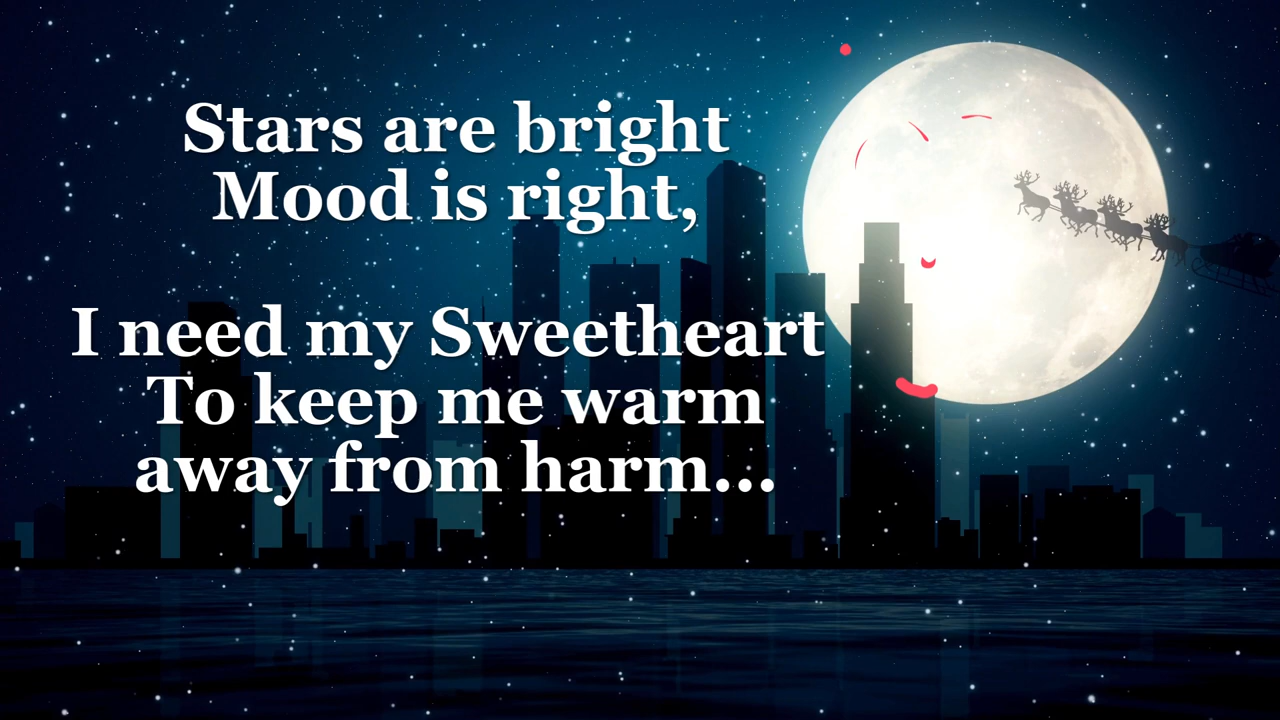 Stars are bright
Mood is right,
I need my Sweetheart
To keep me warm
away from harm...